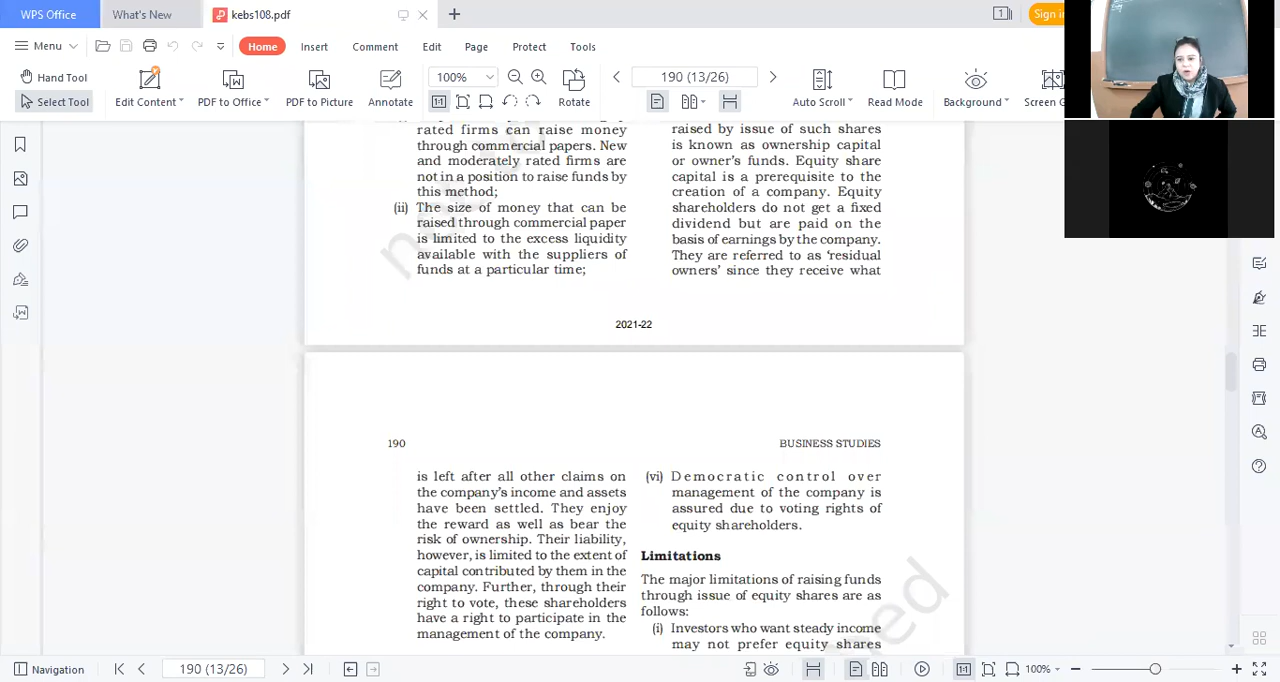 WPS Office
What's New
kebs108.pdf
1
Sign in
Menu
Home
Insert
Comment
Edit
Page
Protect
Tools
Hand Tool
Select Tool
Edit Content
PDF to Office
PDF to Picture
Annotate
100%
Rotate
190 (13/26)
Auto Scroll
Read Mode
Background
Screen G
rated firms can raise money
through commercial papers. New
and moderately rated firms are
not in a position to raise funds by
this method;
(ii) The size of money that can be
raised through commercial paper
is limited to the excess liquidity
available with the suppliers of
funds at a particular time;
raised by issue of such shares
is known as ownership capital
or owner's funds. Equity share
capital is a prerequisite to the
creation of a company. Equity
shareholders do not get a fixed
dividend but are paid on the
basis of earnings by the company.
They are referred to as 'residual
owners' since they receive what
2021-22
190
BUSINESS STUDIES
is left after all other claims on
the company's income and assets
have been settled. They enjoy
the reward as well as bear the
risk of ownership. Their liability,
however, is limited to the extent of
capital contributed by them in the
company. Further, through their
right to vote, these shareholders
have a right to participate in the
management of the company.
(vi) Democratic control over
management of the company is
assured due to voting rights of
equity shareholders.
Limitations
The major limitations of raising funds
through issue of equity shares are as
follows:
(i) Investors who want steady income
may not prefer equity shares
Navigation
190 (13/26)
100%